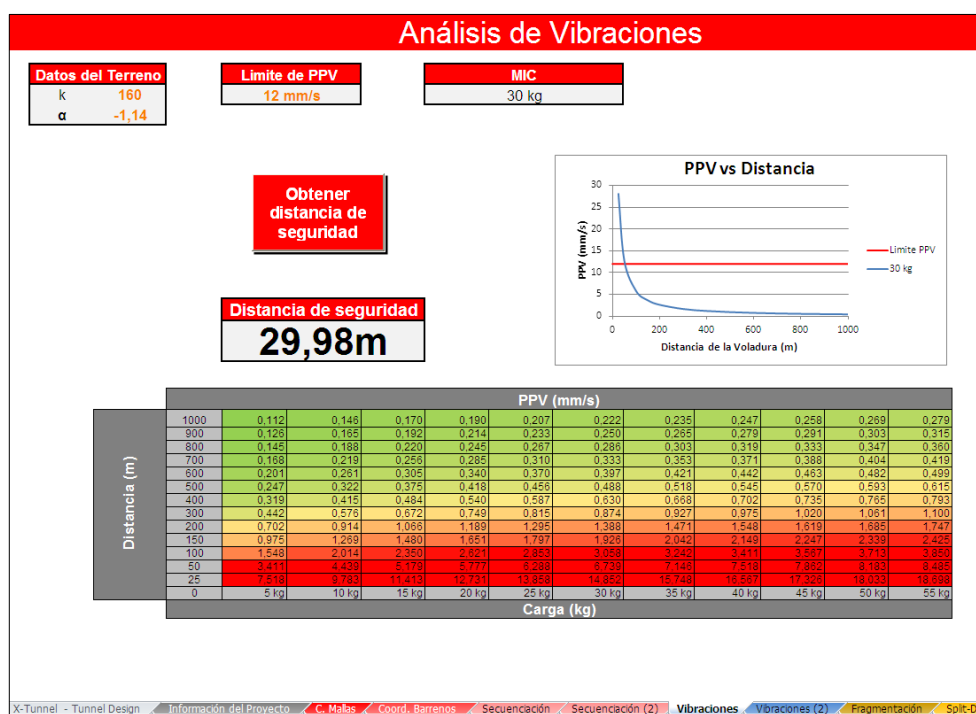 Análisis de Vibraciones
Datos del Terreno
k 160
α -1,14
Limite de PPV
12 mm/s
MIC
30 kg
Obtener
distancia de
seguridad
Distancia de seguridad
29,98m
PPV vs Distancia
PPV (mm/s)
30
25
20
15
10
5
0
0 200 400 600 800 1000
Distancia de la Voladura (m)
Limite PPV
30 kg
PPV (mm/s)
Distancia (m)
1000 0,112 0,146 0,170 0,190 0,207 0,222 0,235 0,247 0,258 0,269 0,279
900 0,126 0,165 0,192 0,214 0,233 0,250 0,265 0,279 0,291 0,303 0,315
800 0,145 0,188 0,220 0,245 0,267 0,286 0,303 0,319 0,333 0,347 0,360
700 0,168 0,219 0,256 0,285 0,310 0,333 0,353 0,371 0,388 0,404 0,419
600 0,201 0,261 0,305 0,340 0,370 0,397 0,421 0,442 0,463 0,482 0,499
500 0,247 0,322 0,375 0,418 0,456 0,488 0,518 0,545 0,570 0,593 0,615
400 0,319 0,415 0,484 0,540 0,587 0,630 0,668 0,702 0,735 0,765 0,793
300 0,442 0,576 0,672 0,749 0,815 0,874 0,927 0,975 1,020 1,061 1,100
200 0,702 0,914 1,066 1,189 1,295 1,388 1,471 1,548 1,619 1,685 1,747
150 0,975 1,269 1,480 1,651 1,797 1,926 2,042 2,149 2,247 2,339 2,425
100 1,548 2,014 2,350 2,621 2,853 3,058 3,242 3,411 3,567 3,713 3,850
50 3,411 4,439 5,179 5,777 6,288 6,739 7,146 7,518 7,862 8,183 8,485
25 7,518 9,783 11,413 12,731 13,858 14,852 15,748 16,567 17,326 18,033 18,698
0 5 kg 10 kg 15 kg 20 kg 25 kg 30 kg 35 kg 40 kg 45 kg 50 kg 55 kg
Carga (kg)
X-Tunnel - Tunnel Design Información del Proyecto C. Mallas Coord. Barrenos Secuenciación Secuenciación (2) Vibraciones Vibraciones (2) Fragmentación